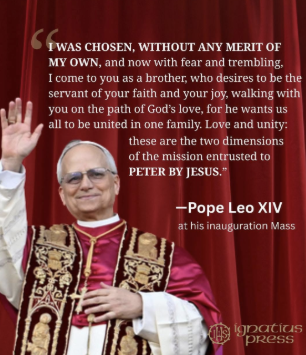 “I WAS CHOSEN, WITHOUT ANY MERIT OF
MY OWN, and now with fear and trembling,
I come to you as a brother, who desires to be the
servant of your faith and your joy, walking with
you on the path of God’s love, for he wants us
all to be united in one family. Love and unity:
these are the two dimensions
of the mission entrusted to
PETER BY JESUS.”
—Pope Leo XIV
at his inauguration Mass
ignatius
press